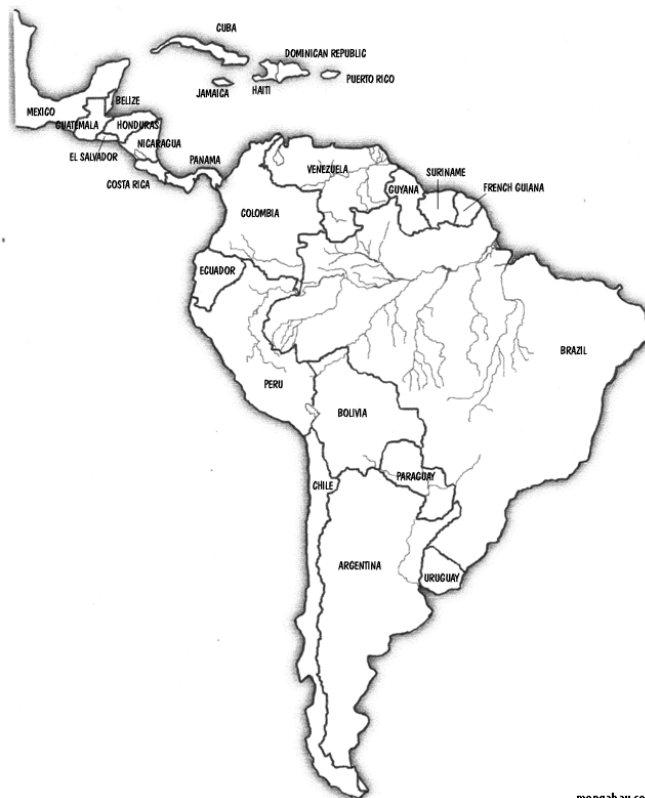 CUBA
DOMINICAN REPUBLIC
PUERTO RICO
JAMAICA
HAITI
MEXICO
BELIZE
GUATEMALA
HONDURAS
NICARAGUA
EL SALVADOR
PANAMA
COSTA RICA
VENEZUELA
GUYANA
SURINAME
FRENCH GUIANA
COLOMBIA
ECUADOR
PERU
BRAZIL
BOLIVIA
PARAGUAY
CHILE
ARGENTINA
URUGUAY